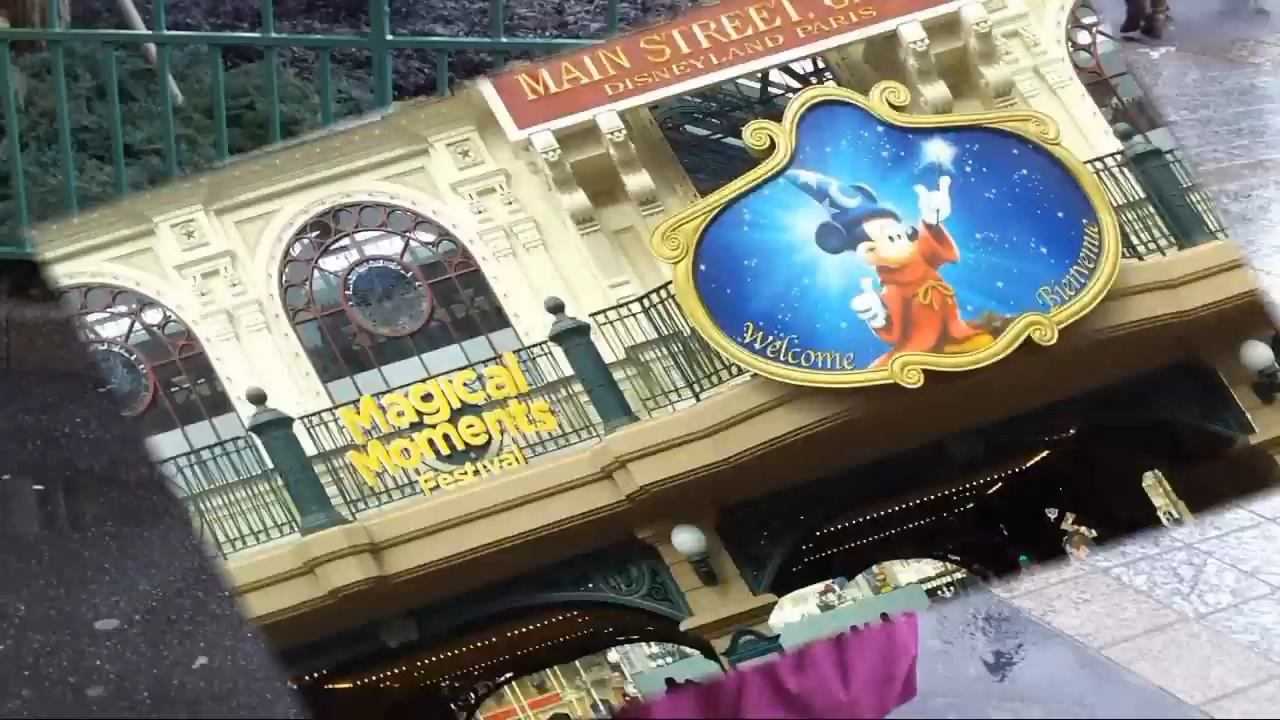 MAIN STREET,
DISNEYLAND PARIS
Welcome
Bienvenue
Magical
Moments
Festival